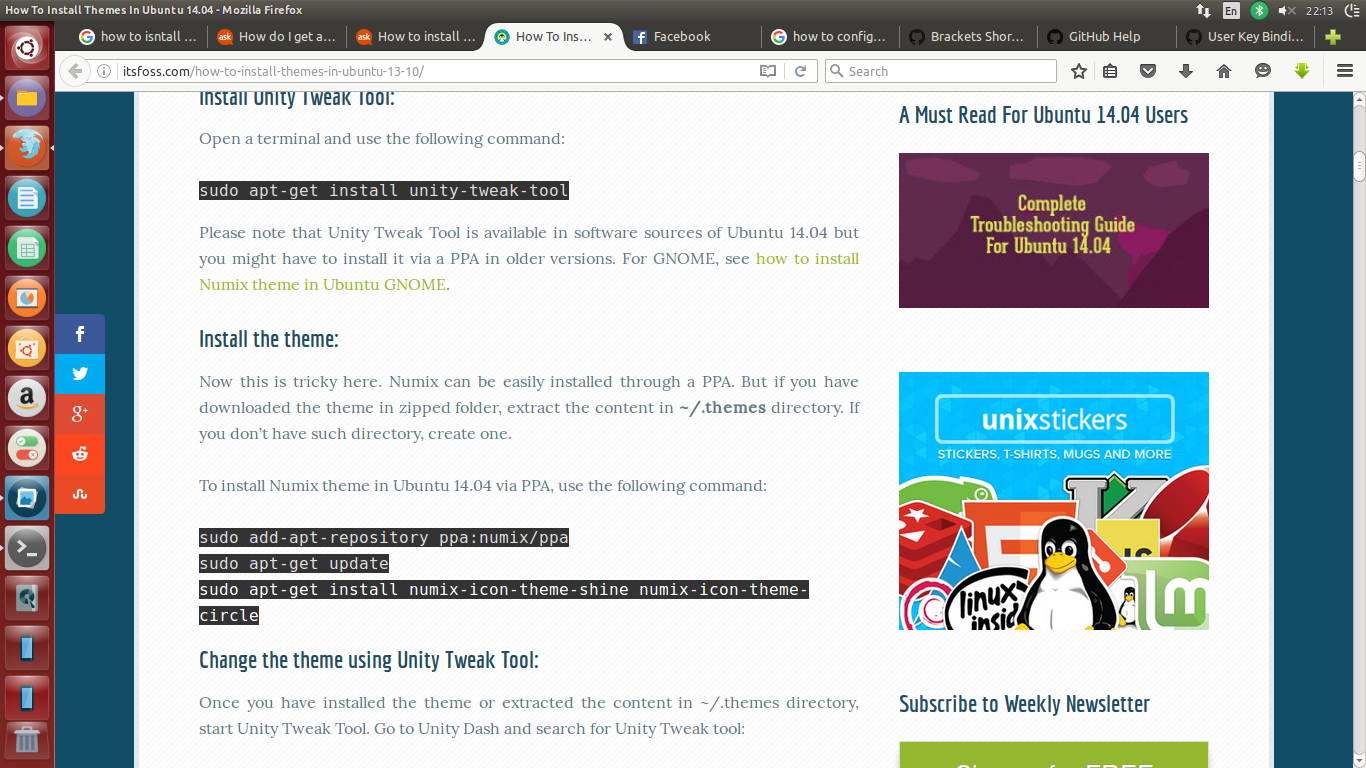 How To Install Themes In Ubuntu 14.04 - Mozilla Firefox
En
22:13
how to isntall ...
ask
How do I get a...
ask
How to install ...
How To Ins...
Facebook
how to config...
Brackets Shor...
GitHub Help
User Key Bindi...
itsfoss.com/how-to-install-themes-in-ubuntu-13-10/
Search
Install Unity Tweak Tool:
Open a terminal and use the following command:
sudo apt-get install unity-tweak-tool
Please note that Unity Tweak Tool is available in software sources of Ubuntu 14.04 but
you might have to install it via a PPA in older versions. For GNOME, see how to install
Numix theme in Ubuntu GNOME.
Install the theme:
Now this is tricky here. Numix can be easily installed through a PPA. But if you have
downloaded the theme in zipped folder, extract the content in ~/.themes directory. If
you don’t have such directory, create one.
To install Numix theme in Ubuntu 14.04 via PPA, use the following command:
sudo add-apt-repository ppa:numix/ppa
sudo apt-get update
sudo apt-get install numix-icon-theme-shine numix-icon-theme-
circle
Change the theme using Unity Tweak Tool:
Once you have installed the theme or extracted the content in ~/.themes directory,
start Unity Tweak Tool. Go to Unity Dash and search for Unity Tweak tool:
A Must Read For Ubuntu 14.04 Users
Complete
Troubleshooting Guide
For Ubuntu 14.04
unixstickers
STICKERS, T-SHIRTS, MUGS AND MORE
linux
inside
Subscribe to Weekly Newsletter